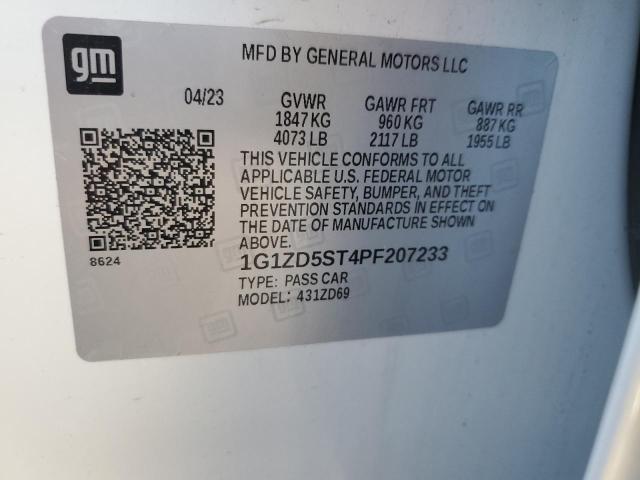 gm
MFD BY GENERAL MOTORS LLC
04/23 GVWR GAWR FRT GAWR RR
1847 KG 960 KG 887 KG
4073 LB 2117 LB 1955 LB
THIS VEHICLE CONFORMS TO ALL
APPLICABLE U.S. FEDERAL MOTOR
VEHICLE SAFETY, BUMPER, AND THEFT
PREVENTION STANDARDS IN EFFECT ON
THE DATE OF MANUFACTURE SHOWN
ABOVE.
8624
1G1ZD5ST4PF207233
TYPE: PASS CAR
MODEL: 431ZD69